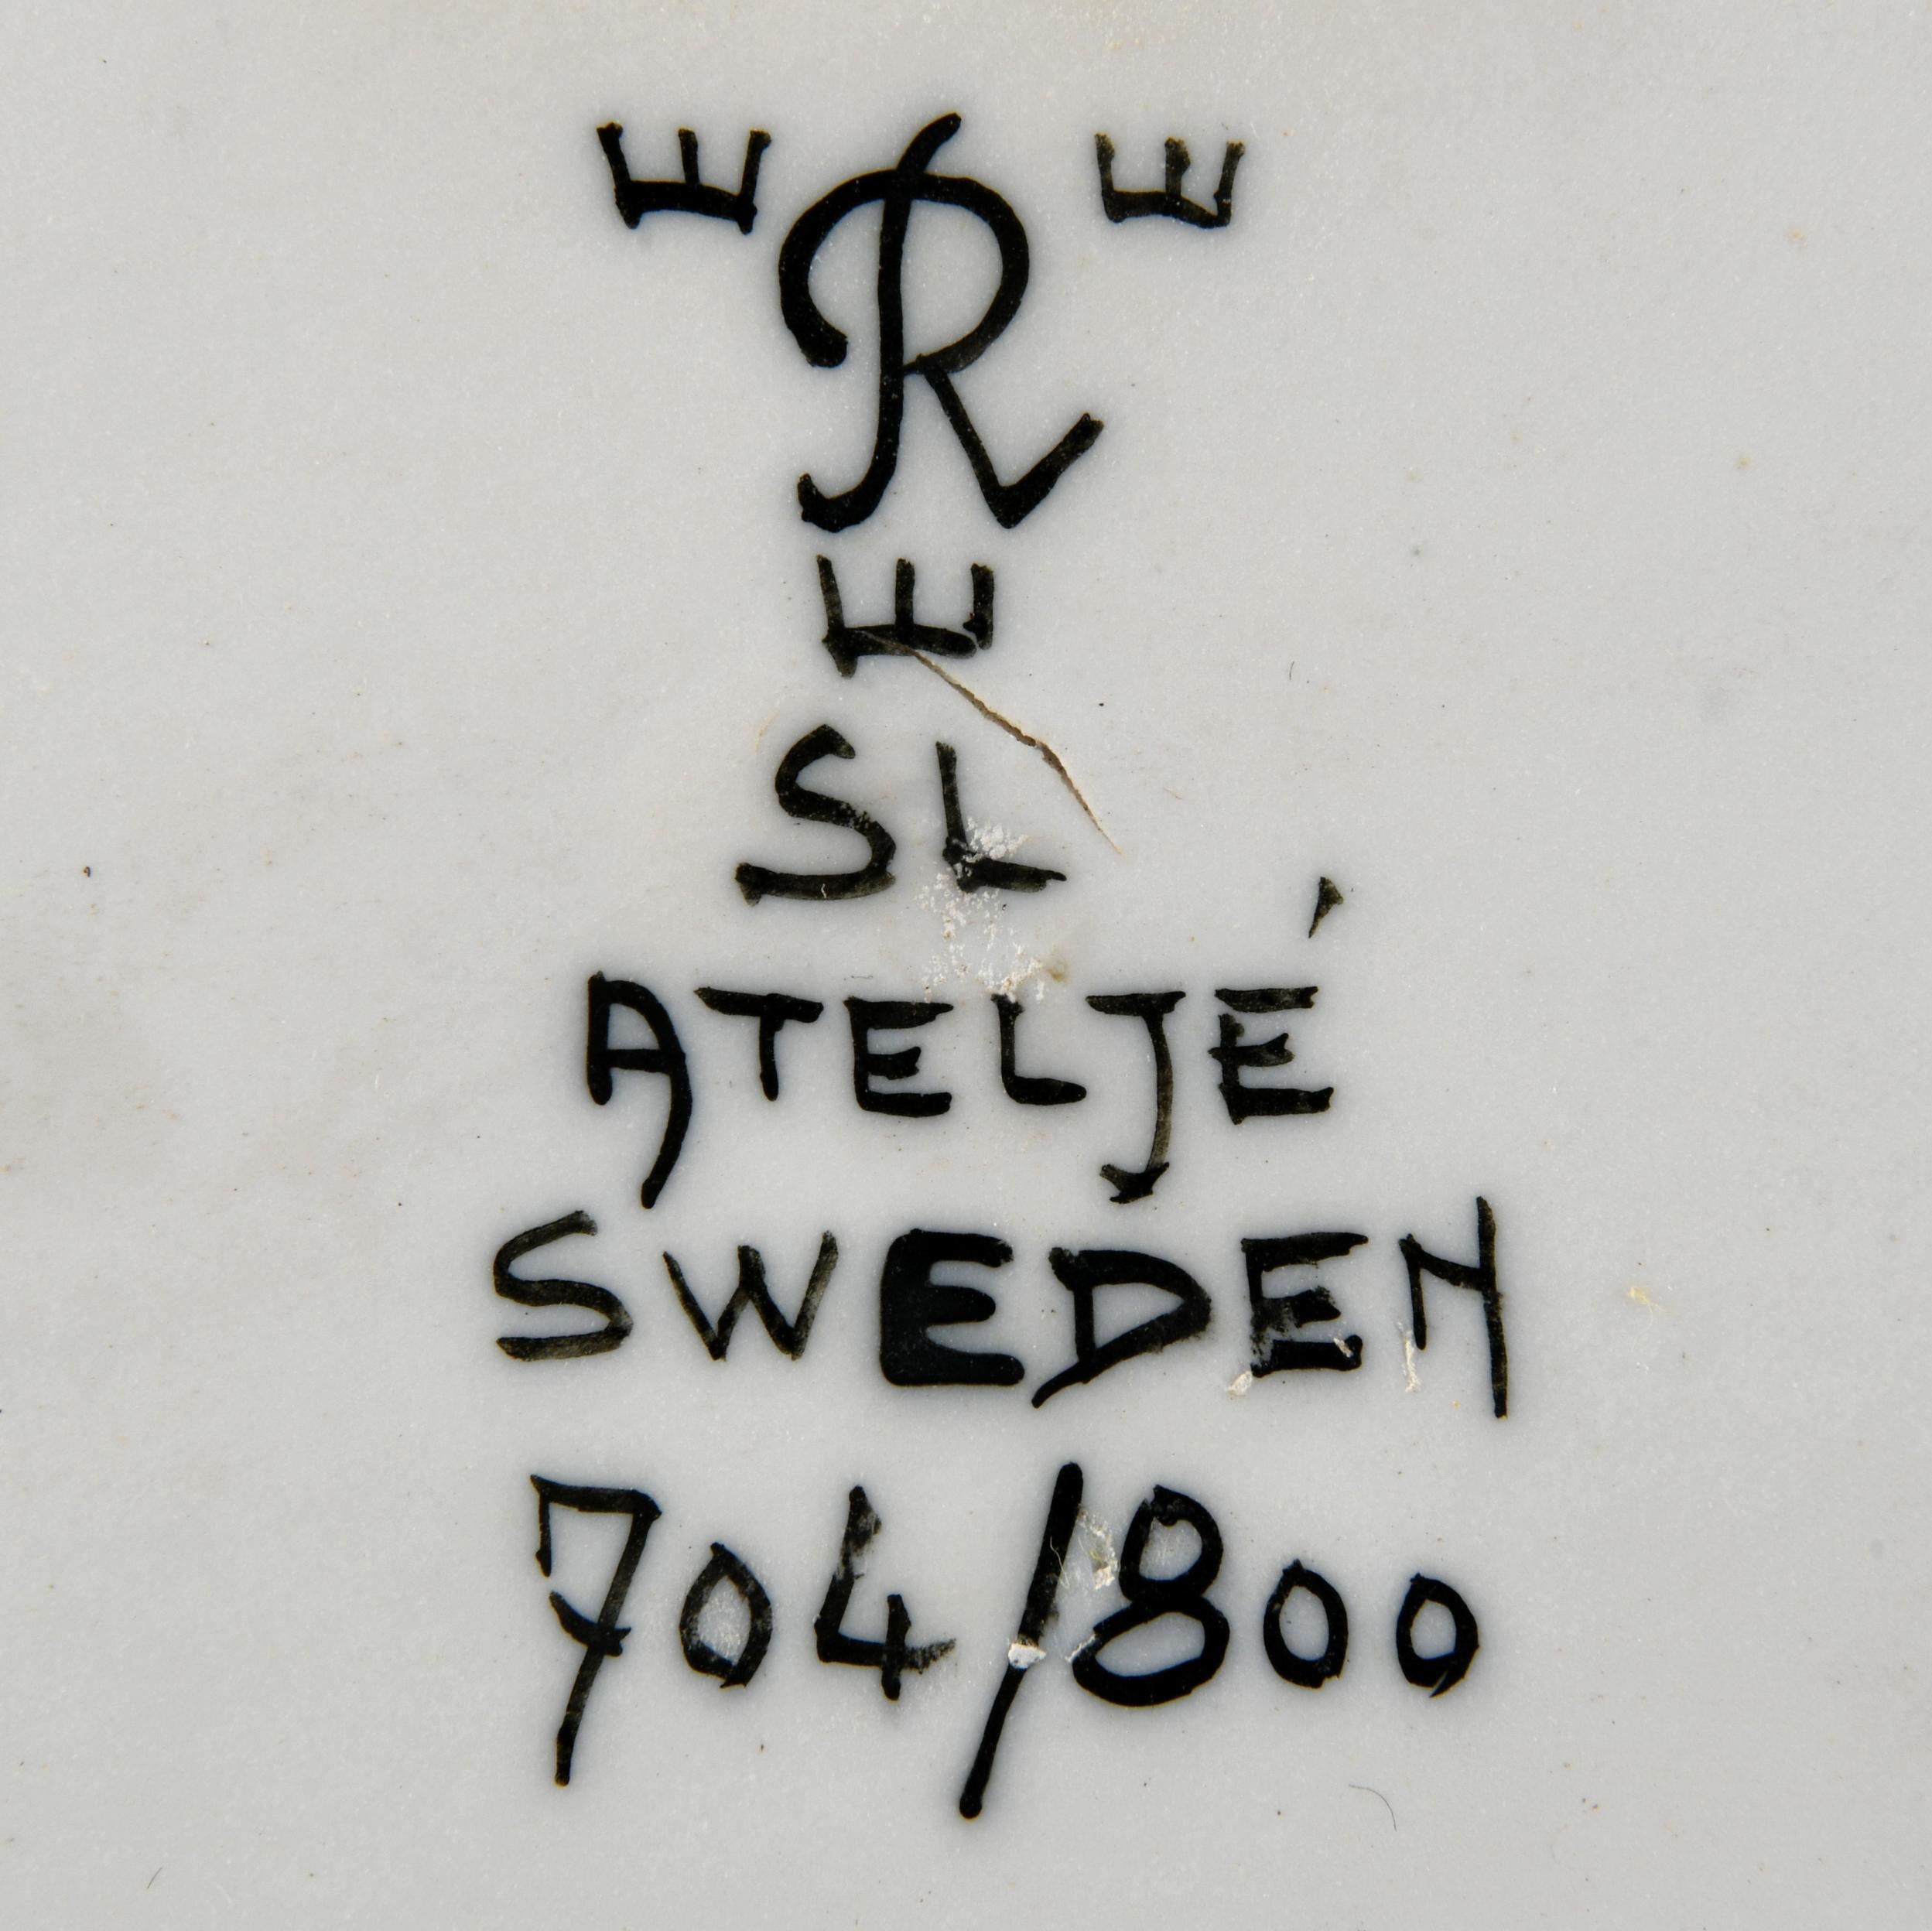 R
SL
ATELJÉ
SWEDEN
704/800